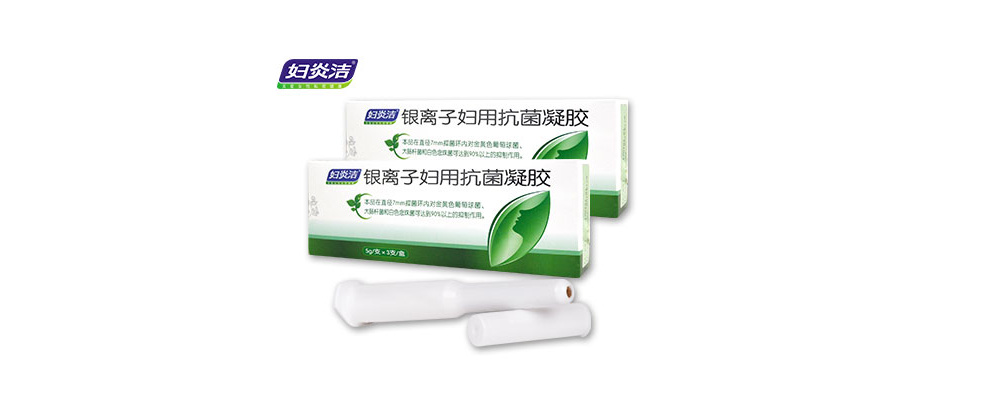 妇炎洁
妇炎洁
银离子妇用抗菌凝胶
本品在直径7mm抑菌环内对金黄色葡萄球菌、
大肠杆菌和白色念珠菌可达到90%以上的抑制作用。
妇炎洁
银离子妇用抗菌凝胶
本品在直径7mm抑菌环内对金黄色葡萄球菌、
大肠杆菌和白色念珠菌可达到90%以上的抑制作用。
5g/支×3支/盒